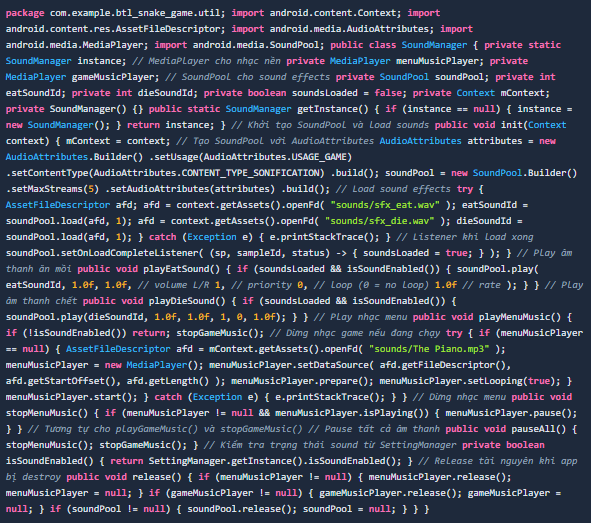 package com.example.btl_snake_game.util; import android.content.Context; import
android.content.res.AssetFileDescriptor; import android.media.AudioAttributes; import
android.media.MediaPlayer; import android.media.SoundPool; public class SoundManager { private static
SoundManager instance; // MediaPlayer cho nhạc nền private MediaPlayer menuMusicPlayer; private
MediaPlayer gameMusicPlayer; // SoundPool cho sound effects private SoundPool soundPool; private int
eatSoundId; private int dieSoundId; private boolean soundsLoaded = false; private Context mContext;
private SoundManager() {} public static SoundManager getInstance() { if (instance == null) { instance =
new SoundManager(); } return instance; } // Khởi tạo SoundPool và Load sounds public void init(Context
context) { mContext = context; // Tạo SoundPool với AudioAttributes AudioAttributes attributes = new
AudioAttributes.Builder() .setUsage(AudioAttributes.USAGE_GAME)
.setContentType(AudioAttributes.CONTENT_TYPE_SONIFICATION) .build(); soundPool = new SoundPool.Builder()
.setMaxStreams(5) .setAudioAttributes(attributes) .build(); // Load sound effects try {
AssetFileDescriptor afd; afd = context.getAssets().openFd( "sounds/sfx_eat.wav" ); eatSoundId =
soundPool.load(afd, 1); afd = context.getAssets().openFd( "sounds/sfx_die.wav" ); dieSoundId =
soundPool.load(afd, 1); } catch (Exception e) { e.printStackTrace(); } // Listener khi load xong
soundPool.setOnLoadCompleteListener( (sp, sampleId, status) -> { soundsLoaded = true; } ); } // Play âm
thanh ăn mồi public void playEatSound() { if (soundsLoaded && isSoundEnabled()) { soundPool.play(
eatSoundId, 1.0f, 1.0f, // volume L/R 1, // priority 0, // Loop (0 = no loop) 1.0f // rate ); } } // Play
âm thanh chết public void playDieSound() { if (soundsLoaded && isSoundEnabled()) {
soundPool.play(dieSoundId, 1.0f, 1.0f, 1, 0, 1.0f); } } // Play nhạc menu public void playMenuMusic() {
if (!isSoundEnabled()) return; stopGameMusic(); // Dừng nhạc game nếu đang chạy try { if (menuMusicPlayer
== null) { AssetFileDescriptor afd = mContext.getAssets().openFd( "sounds/The Piano.mp3" );
menuMusicPlayer = new MediaPlayer(); menuMusicPlayer.setDataSource( afd.getFileDescriptor(),
afd.getStartOffset(), afd.getLength() ); menuMusicPlayer.prepare(); menuMusicPlayer.setLooping(true); }
menuMusicPlayer.start(); } catch (Exception e) { e.printStackTrace(); } } // Dừng nhạc menu public void
stopMenuMusic() { if (menuMusicPlayer != null && menuMusicPlayer.isPlaying()) { menuMusicPlayer.pause();
} } // Tương tự cho playGameMusic() và stopGameMusic() // Pause tất cả âm thanh public void pauseAll() {
stopMenuMusic(); stopGameMusic(); } // Kiểm tra trạng thái sound từ SettingManager private boolean
isSoundEnabled() { return SettingManager.getInstance().isSoundEnabled(); } // Release tài nguyên khi app
bị destroy public void release() { if (menuMusicPlayer != null) { menuMusicPlayer.release();
menuMusicPlayer = null; } if (gameMusicPlayer != null) { gameMusicPlayer.release(); gameMusicPlayer =
null; } if (soundPool != null) { soundPool.release(); soundPool = null; } } }